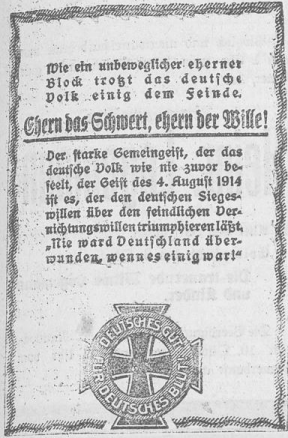 Wie ein unbeweglicher eherner
Block trotzt das deutsche
Volk einig dem Feinde.
Ehern das Schwert, ehern der Wille!
Der starke Gemeingeist, der das
deutsche Volk wie nie zuvor be-
seelt, der Geist des 4. August 1914
ist es, der den deutschen Sieges-
willen über den feindlichen Ver-
nichtungswillen triumphieren läßt.
„Nie ward Deutschland über-
wunden, wenn es einig wart“
DEUTSCHES GUT
DEUTSCHES BLUT